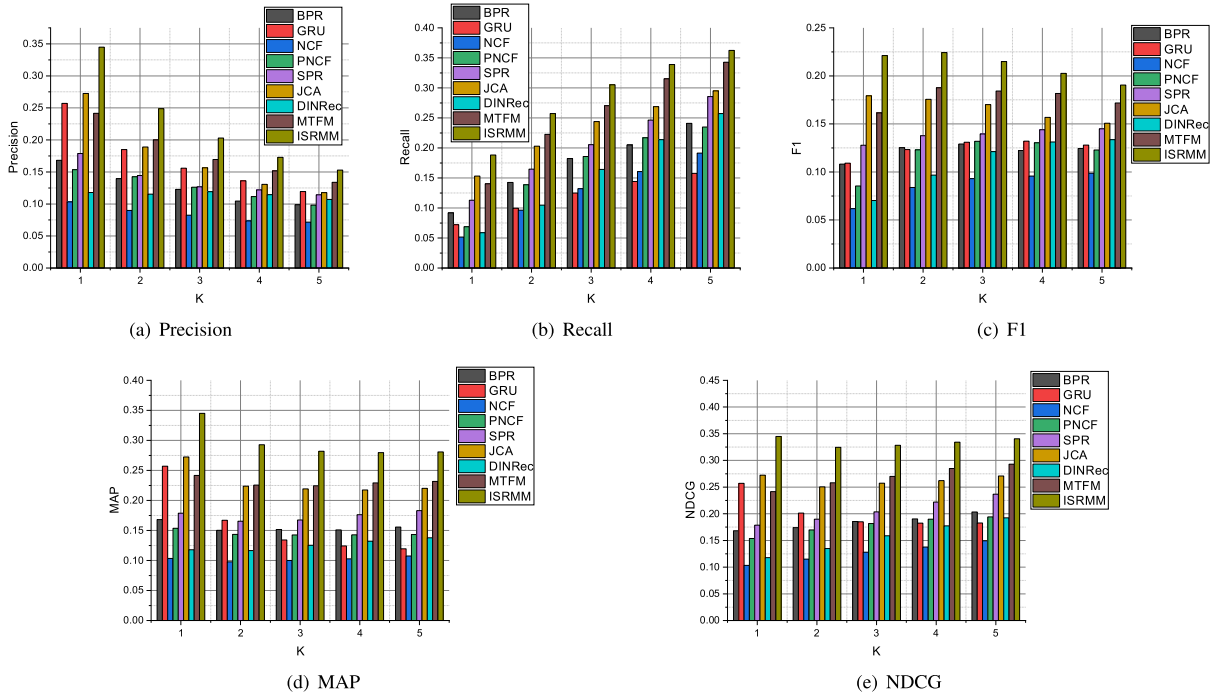 BPR
GRU
NCF
PNCF
SPR
JCA
DINRec
MTFM
ISRMM
0.35
0.30
0.25
0.20
0.15
0.10
0.05
0.00
Precision
1 2 3 4 5
K
(a) Precision
BPR
GRU
NCF
PNCF
SPR
JCA
DINRec
MTFM
ISRMM
0.40
0.35
0.30
0.25
0.20
0.15
0.10
0.05
0.00
Recall
1 2 3 4 5
K
(b) Recall
BPR
GRU
NCF
PNCF
SPR
JCA
DINRec
MTFM
ISRMM
0.25
0.20
0.15
0.10
0.05
0.00
F1
1 2 3 4 5
K
(c) F1
BPR
GRU
NCF
PNCF
SPR
JCA
DINRec
MTFM
ISRMM
0.40
0.35
0.30
0.25
0.20
0.15
0.10
0.05
0.00
MAP
1 2 3 4 5
K
(d) MAP
BPR
GRU
NCF
PNCF
SPR
JCA
DINRec
MTFM
ISRMM
0.45
0.40
0.35
0.30
0.25
0.20
0.15
0.10
0.05
0.00
NDCG
1 2 3 4 5
K
(e) NDCG